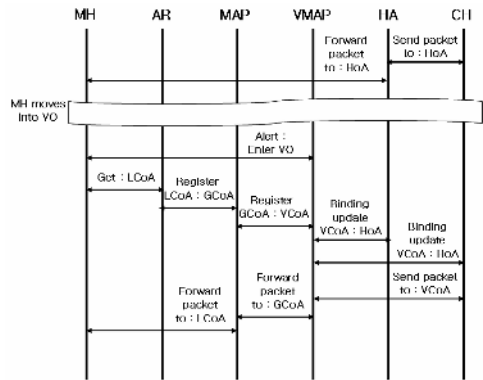 MH AR MAP VMAP HA CH
Forward
packet
to : HoA
Send packet
to : HoA
MH moves
Into VO
Alert :
Enter VO
Get : LCoA
Register
LCoA : GCoA
Register
GCoA : VCoA
Binding
update
VCoA : HoA
Binding
update
VCoA : HoA
Send packet
to : VCoA
Forward
packet
to : GCoA
Forward
packet
to : LCoA